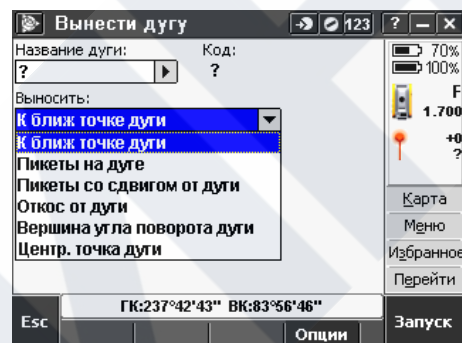 Вынести дугу 123 ? – X
Название дуги: Код:
? ?
Выносить:
К ближ точке дуги
К ближ точке дуги
Пикеты на дуге
Пикеты со сдвигом от дуги
Откос от дуги
Вершина угла поворота дуги
Центр. точка дуги
70%
100%
F
1.700
+0
?
Карта
Меню
Избранное
Перейти
ГК:237°42'43" ВК:83°56'46"
Esc Опции Запуск